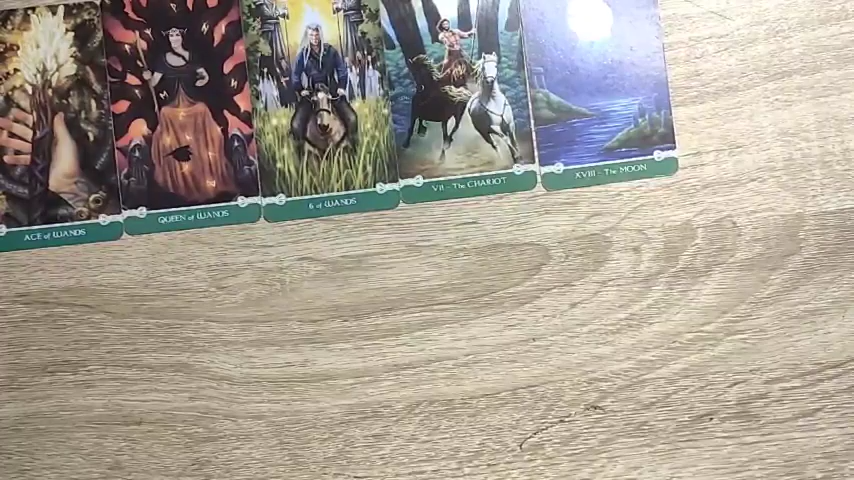 ACE of WANDS
QUEEN of WANDS
6 of WANDS
VII - The CHARIOT
XVIII - The MOON